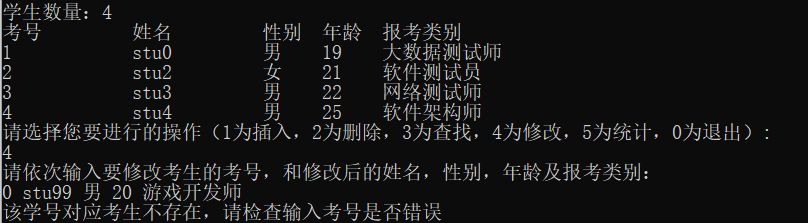 学生数量：4
考号 姓名 性别 年龄 报考类别
1 stu0 男 19 大数据测试师
2 stu2 女 21 软件测试员
3 stu3 男 22 网络测试师
4 stu4 男 25 软件架构师
请选择您要进行的操作（1为插入，2为删除，3为查找，4为修改，5为统计，0为退出）：
4
请依次输入要修改考生的考号，和修改后的姓名，性别，年龄及报考类别：
0 stu99 男 20 游戏开发师
该学号对应考生不存在，请检查输入考号是否错误